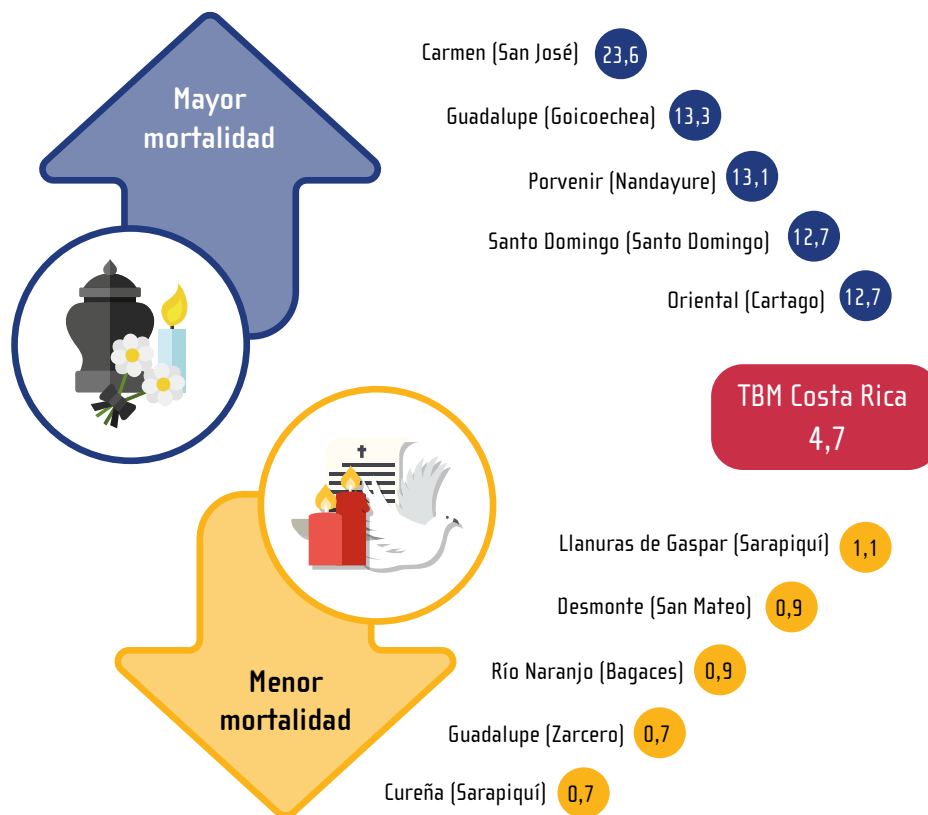 Mayor
mortalidad
Carmen (San José) 23,6
Guadalupe (Goicoechea) 13,3
Porvenir (Nandayure) 13,1
Santo Domingo (Santo Domingo) 12,7
Oriental (Cartago) 12,7
TBM Costa Rica
4,7
Menor
mortalidad
Llanuras de Gaspar (Sarapiquí) 1,1
Desmonte (San Mateo) 0,9
Río Naranjo (Bagaces) 0,9
Guadalupe (Zarcero) 0,7
Cureña (Sarapiquí) 0,7